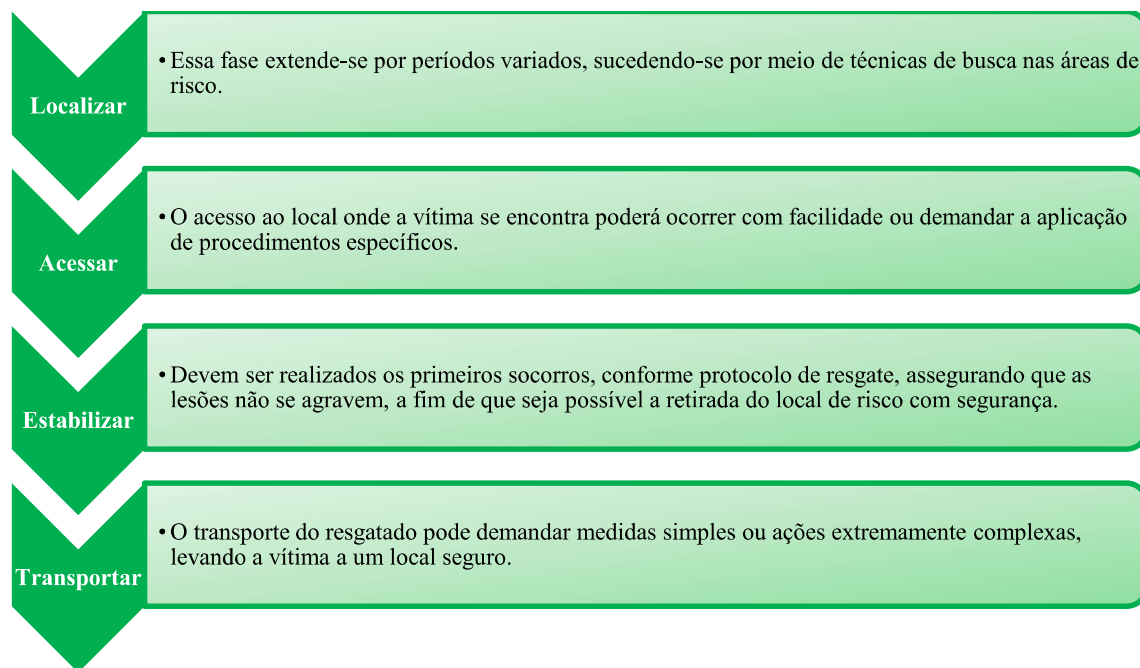 Localizar
• Essa fase extende-se por períodos variados, sucedendo-se por meio de técnicas de busca nas áreas de
risco.
Acessar
• O acesso ao local onde a vítima se encontra poderá ocorrer com facilidade ou demandar a aplicação
de procedimentos específicos.
Estabilizar
• Devem ser realizados os primeiros socorros, conforme protocolo de resgate, assegurando que as
lesões não se agravem, a fim de que seja possível a retirada do local de risco com segurança.
Transportar
• O transporte do resgatado pode demandar medidas simples ou ações extremamente complexas,
levando a vítima a um local seguro.